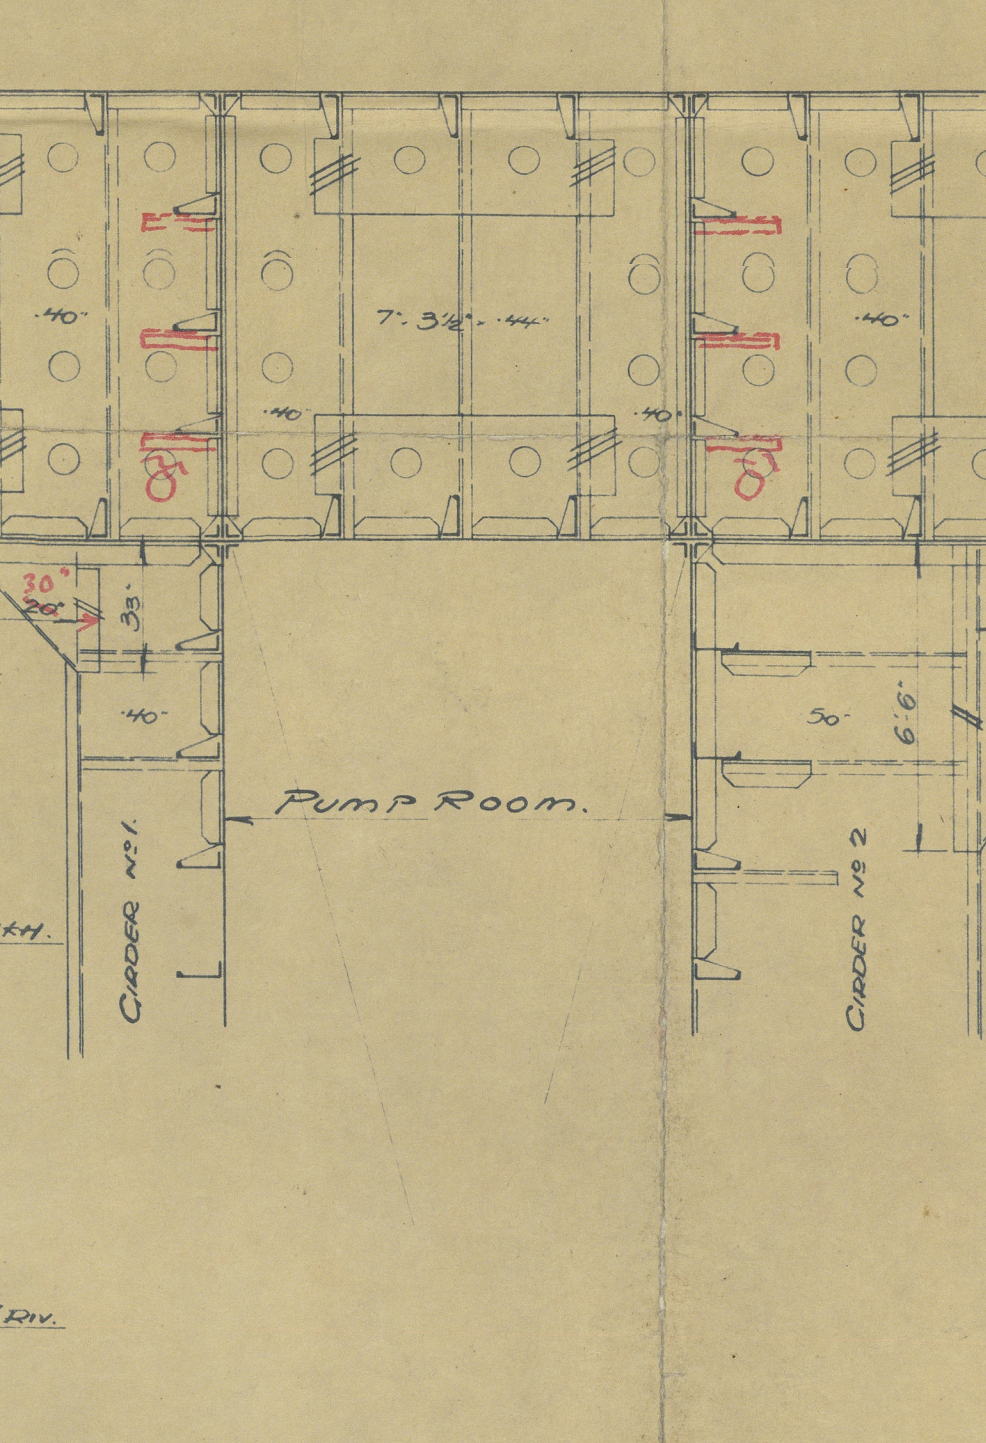 ·40"
7" · 3½" · ·44"
·40"
·40"
·40"
30"
20"
33"
·40"
50"
6'-6"
PUMP ROOM.
GIRDER Nº 1.
GIRDER Nº 2
RIV.